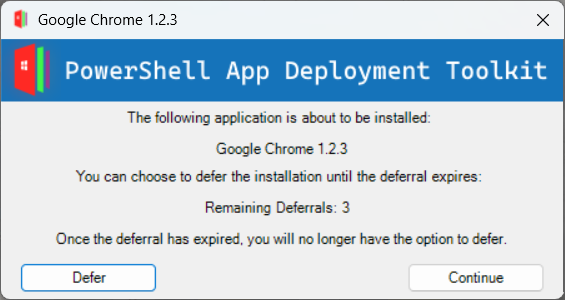 Google Chrome 1.2.3
PowerShell App Deployment Toolkit
The following application is about to be installed:
Google Chrome 1.2.3
You can choose to defer the installation until the deferral expires:
Remaining Deferrals: 3
Once the deferral has expired, you will no longer have the option to defer.
Defer
Continue